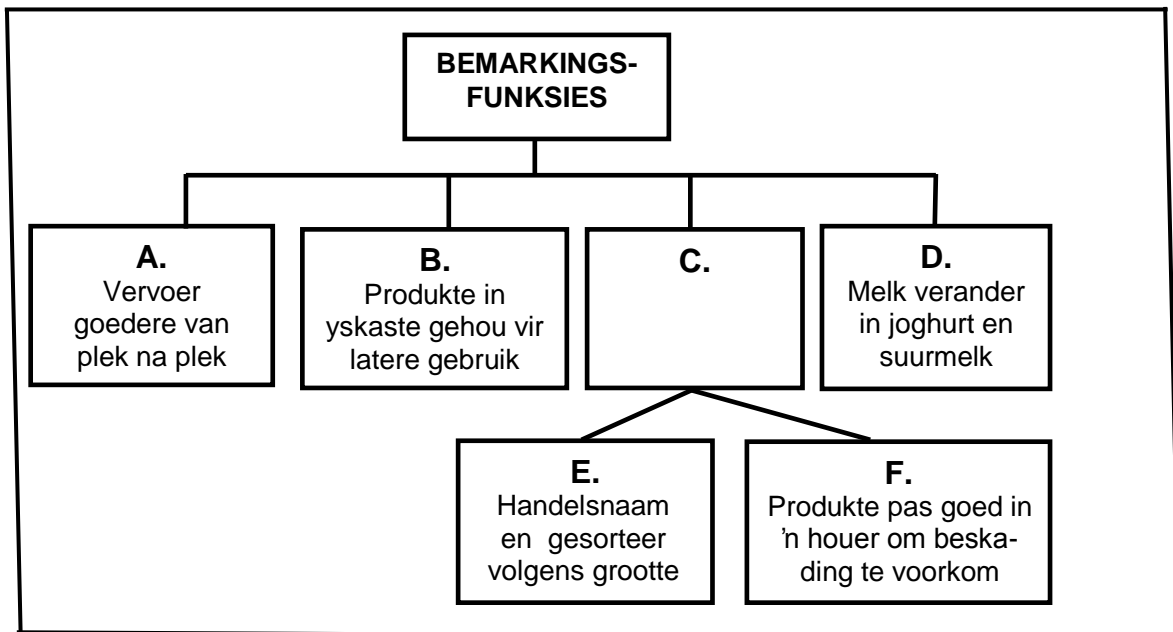 BEMARKINGS-
FUNKSIES
A.
Vervoer
goedere van
plek na plek
B.
Produkte in
yskaste gehou vir
latere gebruik
C.
D.
Melk verander
in joghurt en
suurmelk
E.
Handelsnaam
en gesorteer
volgens grootte
F.
Produkte pas goed in
’n houer om beska-
ding te voorkom